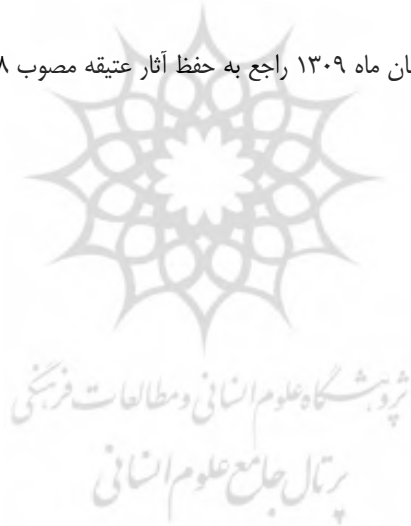 ان ماه ۱۳۰۹ راجع به حفظ آثار عتیقه مصوب ۸
پژوهشگاه علوم انسانی و مطالعات فرهنگی
پرتال جامع علوم انسانی